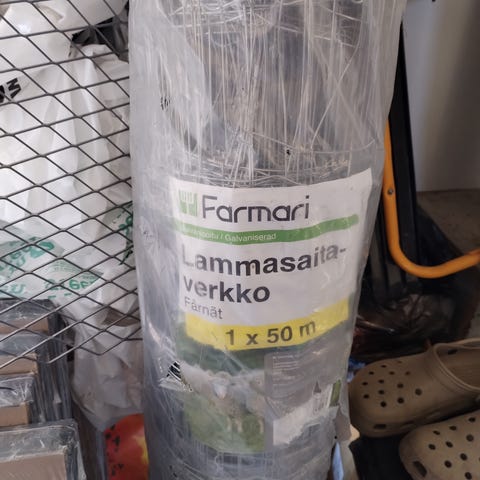 Farmari
Galvaniserad
Lammasaita-
verkko
Fårnät
1 x 50 m